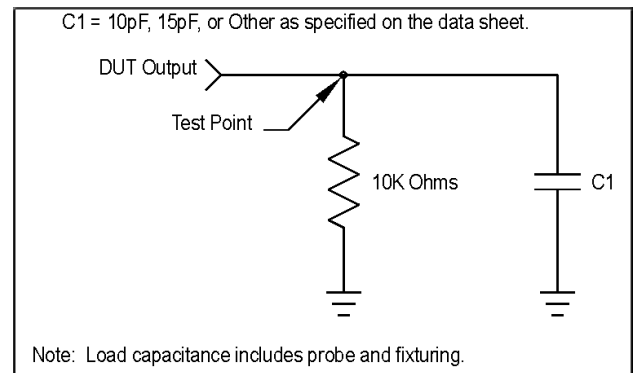 C1 = 10pF, 15pF, or Other as specified on the data sheet.
DUT Output
Test Point
10K Ohms
C1
Note: Load capacitance includes probe and fixturing.